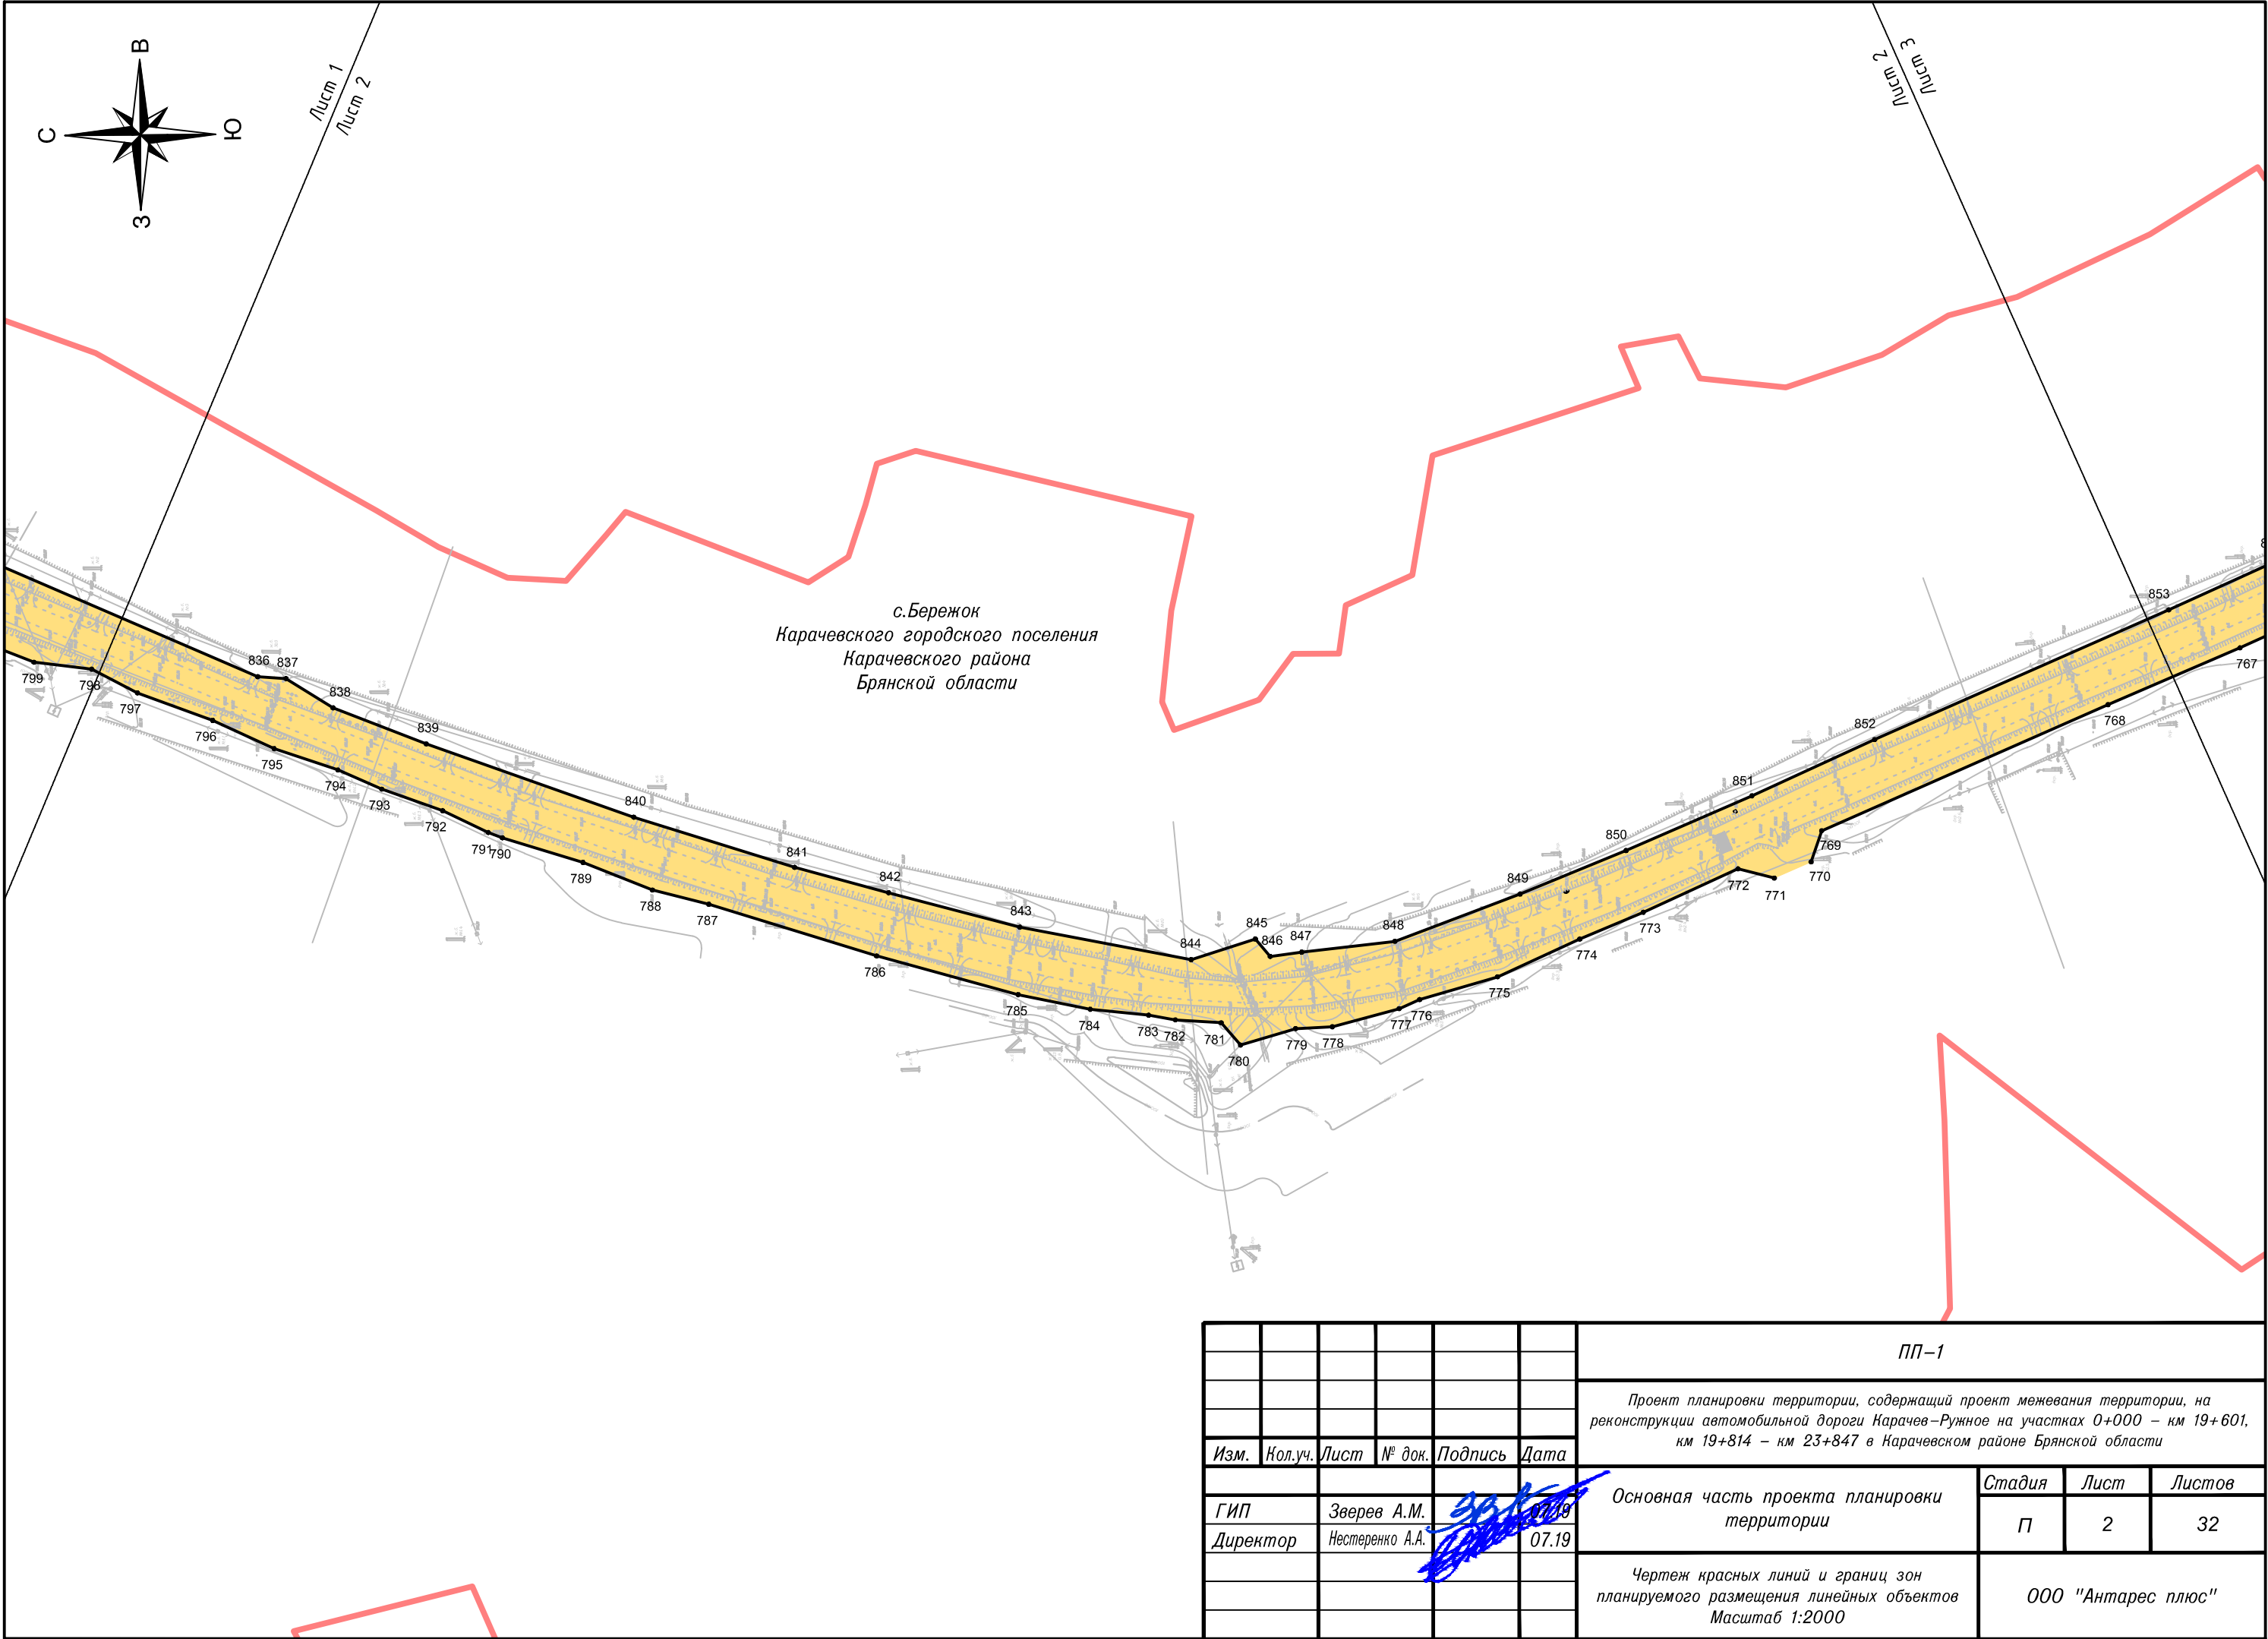 В
С
Ю
З
Лист 1
Лист 2
Лист 2
Лист 3
с.Бережок
Карачевского городского поселения
Карачевского района
Брянской области
836 837
838
839
840
841
842
843
844
845
846
847
848
849
850
851
852
853
8
799
798
797
796
795
794
793
792
791
790
789
788
787
786
785
784
783
782
781
780
779
778
777
776
775
774
773
772
771
770
769
768
767
ПП-1
Проект планировки территории, содержащий проект межевания территории, на
реконструкции автомобильной дороги Карачев-Ружное на участках 0+000 - км 19+601,
км 19+814 - км 23+847 в Карачевском районе Брянской области
Изм. Кол.уч. Лист № док. Подпись Дата
ГИП Зверев А.М. 07.19
Директор Нестеренко А.А. 07.19
Основная часть проекта планировки
территории
Стадия Лист Листов
П 2 32
Чертеж красных линий и границ зон
планируемого размещения линейных объектов
Масштаб 1:2000
ООО "Антарес плюс"